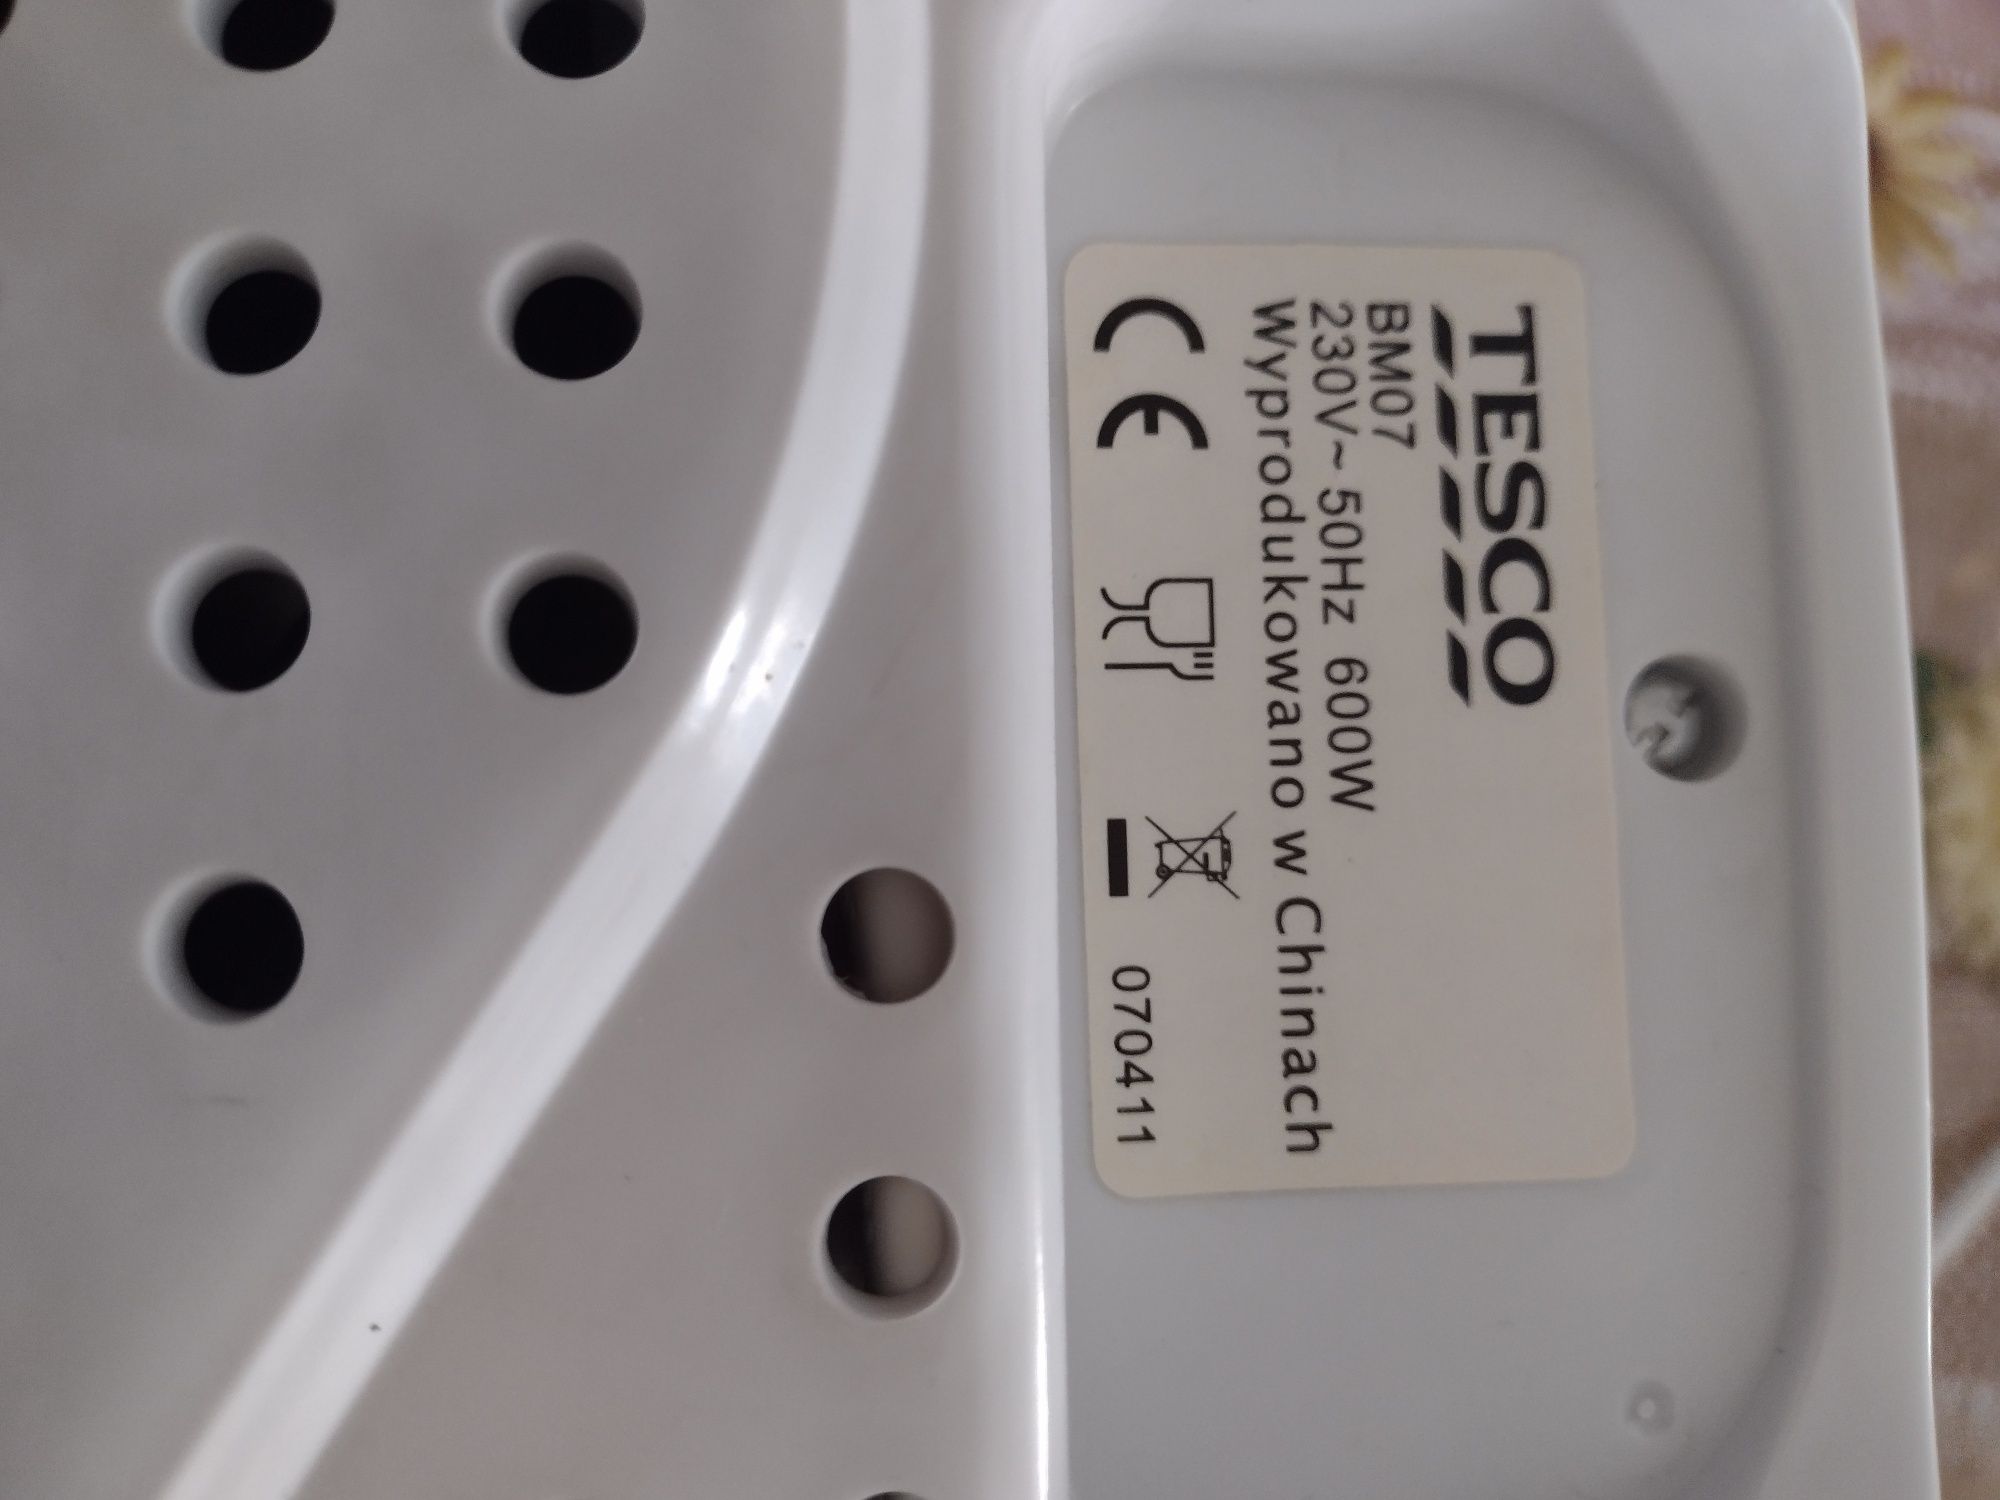 TESCO
BM07
230V~50Hz 600W
Wyprodukowano w Chinach
CE
070411